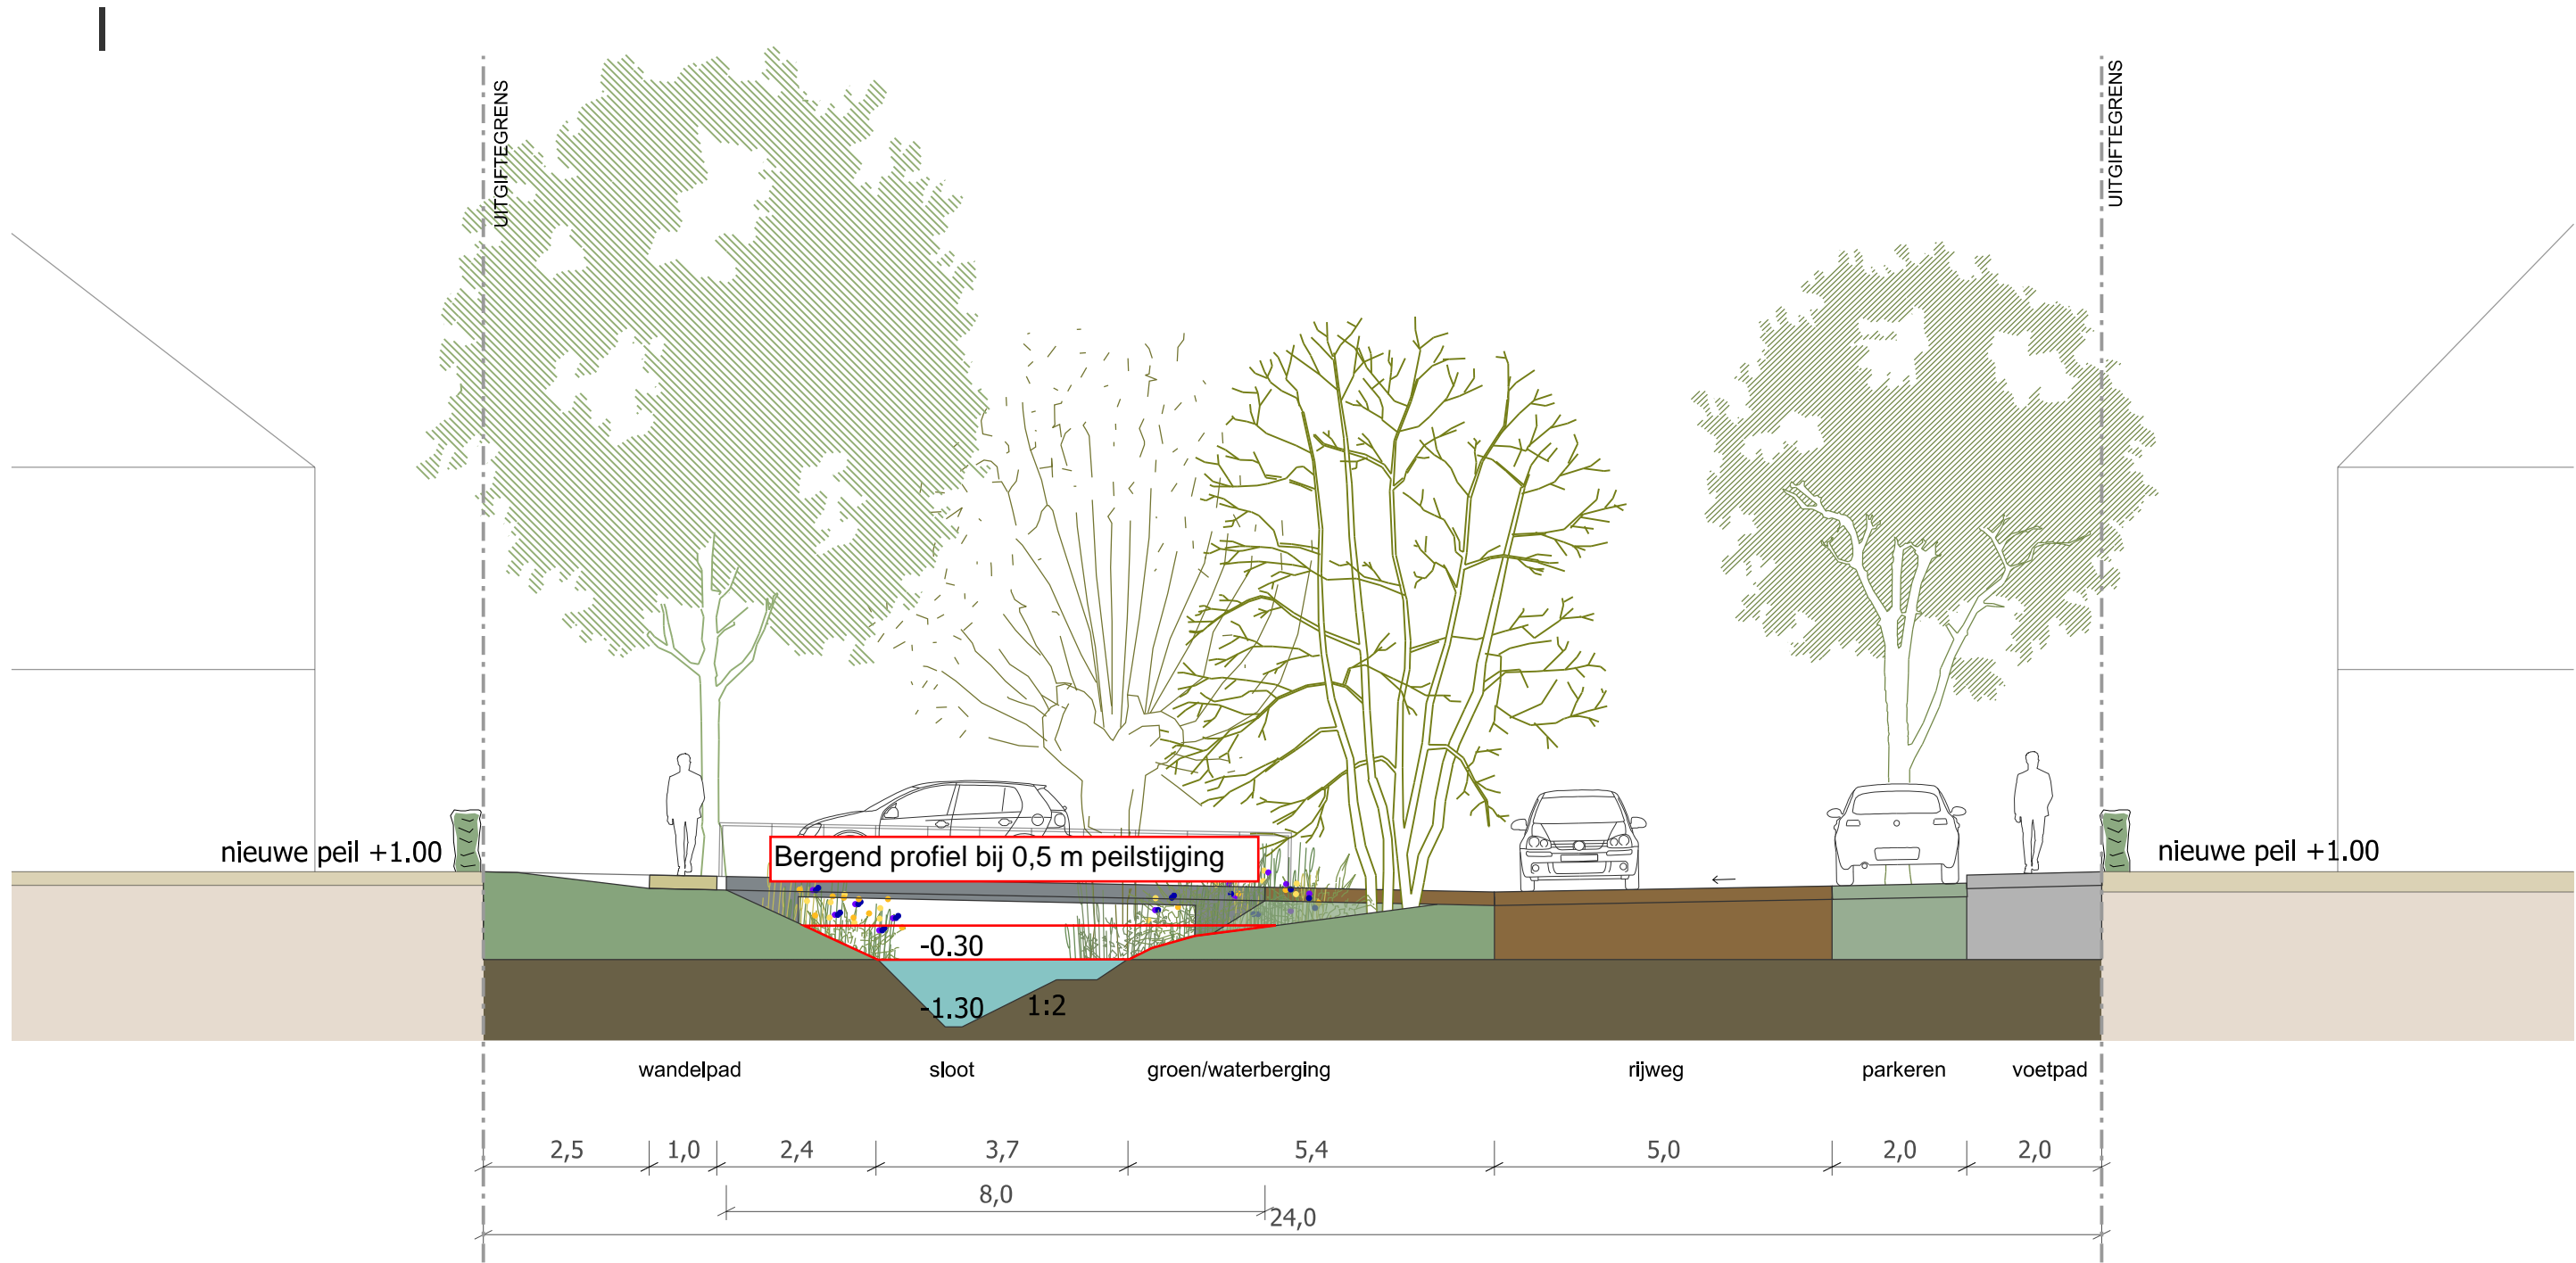 UITGIFTEGRENS
UITGIFTEGRENS
nieuwe peil +1.00
Bergend profiel bij 0,5 m peilstijging
nieuwe peil +1.00
-0.30
-1.30
1:2
wandelpad
sloot
groen/waterberging
rijweg
parkeren
voetpad
2,5
1,0
2,4
3,7
5,4
5,0
2,0
2,0
8,0
24,0